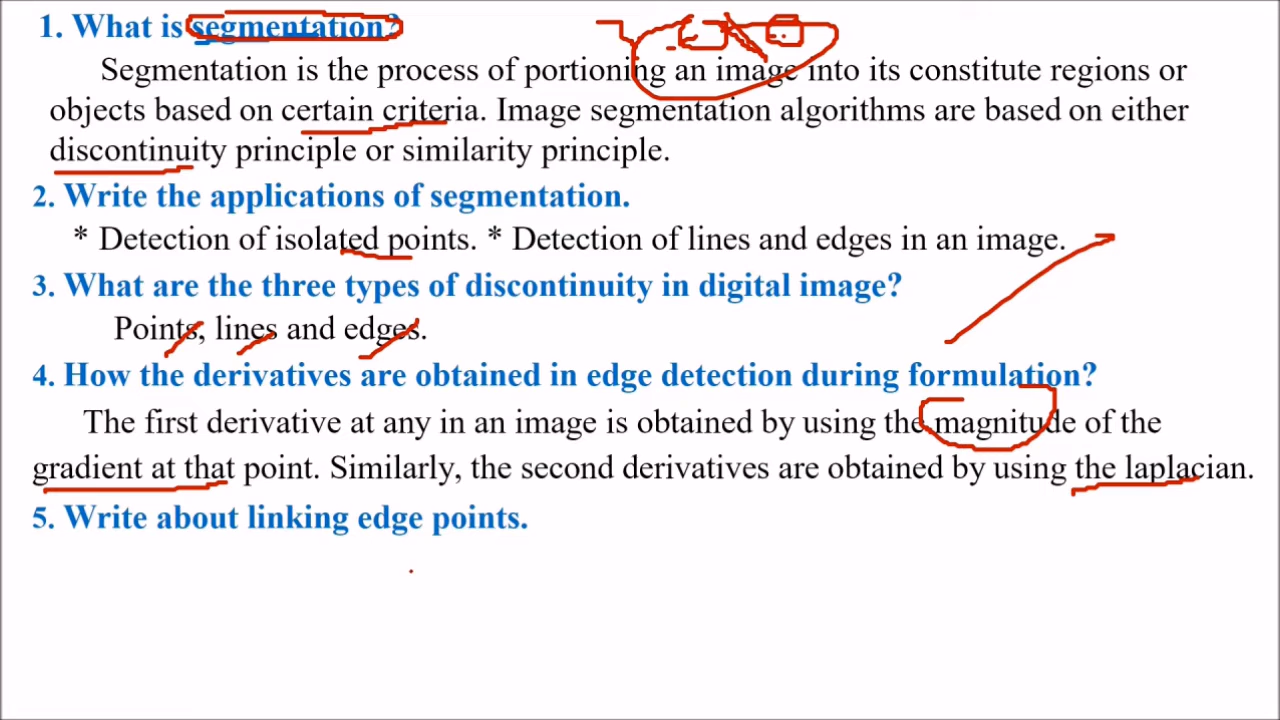 1. What is segmentation?
Segmentation is the process of portioning an image into its constitute regions or
objects based on certain criteria. Image segmentation algorithms are based on either
discontinuity principle or similarity principle.
2. Write the applications of segmentation.
* Detection of isolated points. * Detection of lines and edges in an image.
3. What are the three types of discontinuity in digital image?
Points, lines and edges.
4. How the derivatives are obtained in edge detection during formulation?
The first derivative at any in an image is obtained by using the magnitude of the
gradient at that point. Similarly, the second derivatives are obtained by using the laplacian.
5. Write about linking edge points.